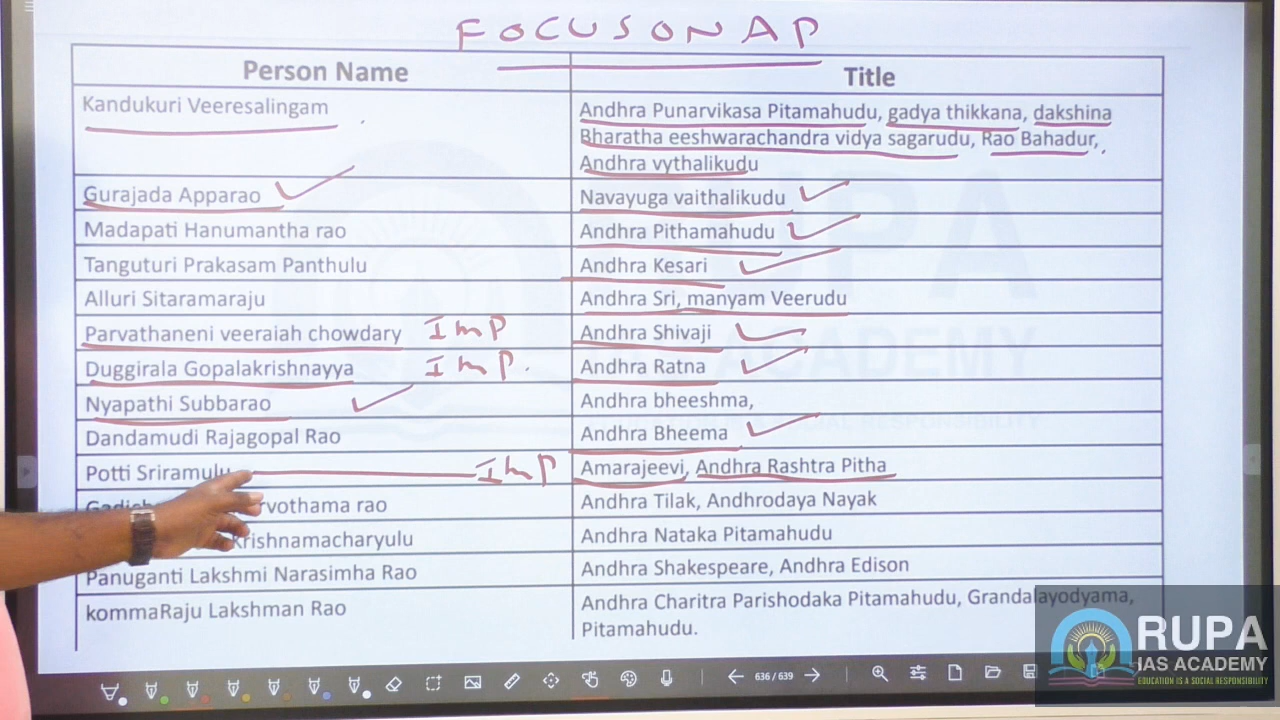 FOCUS ON AP
Person Name Title
Kandukuri Veeresalingam Andhra Punarvikasa Pitamahudu, gadya thikkana, dakshina
Bharatha eeshwarachandra vidya sagarudu, Rao Bahadur,
Andhra vythalikudu
Gurajada Apparao Navayuga vaithalikudu
Madapati Hanumantha rao Andhra Pithamahudu
Tanguturi Prakasam Panthulu Andhra Kesari
Alluri Sitaramaraju Andhra Sri, manyam Veerudu
Parvathaneni veeraiah chowdary Imp Andhra Shivaji
Duggirala Gopalakrishnayya Imp. Andhra Ratna
Nyapathi Subbarao Andhra bheeshma,
Dandamudi Rajagopal Rao Andhra Bheema
Potti Sriramulu Imp Amarajeevi, Andhra Rashtra Pitha
rao Andhra Tilak, Andhrodaya Nayak
krishnamacharyulu Andhra Nataka Pitamahudu
Panuganti Lakshmi Narasimha Rao Andhra Shakespeare, Andhra Edison
kommaRaju Lakshman Rao Andhra Charitra Parishodaka Pitamahudu, Grandalayodyama,
Pitamahudu.
636/639
RUPA
IAS ACADEMY
EDUCATION IS A SOCIAL RESPONSIBILITY